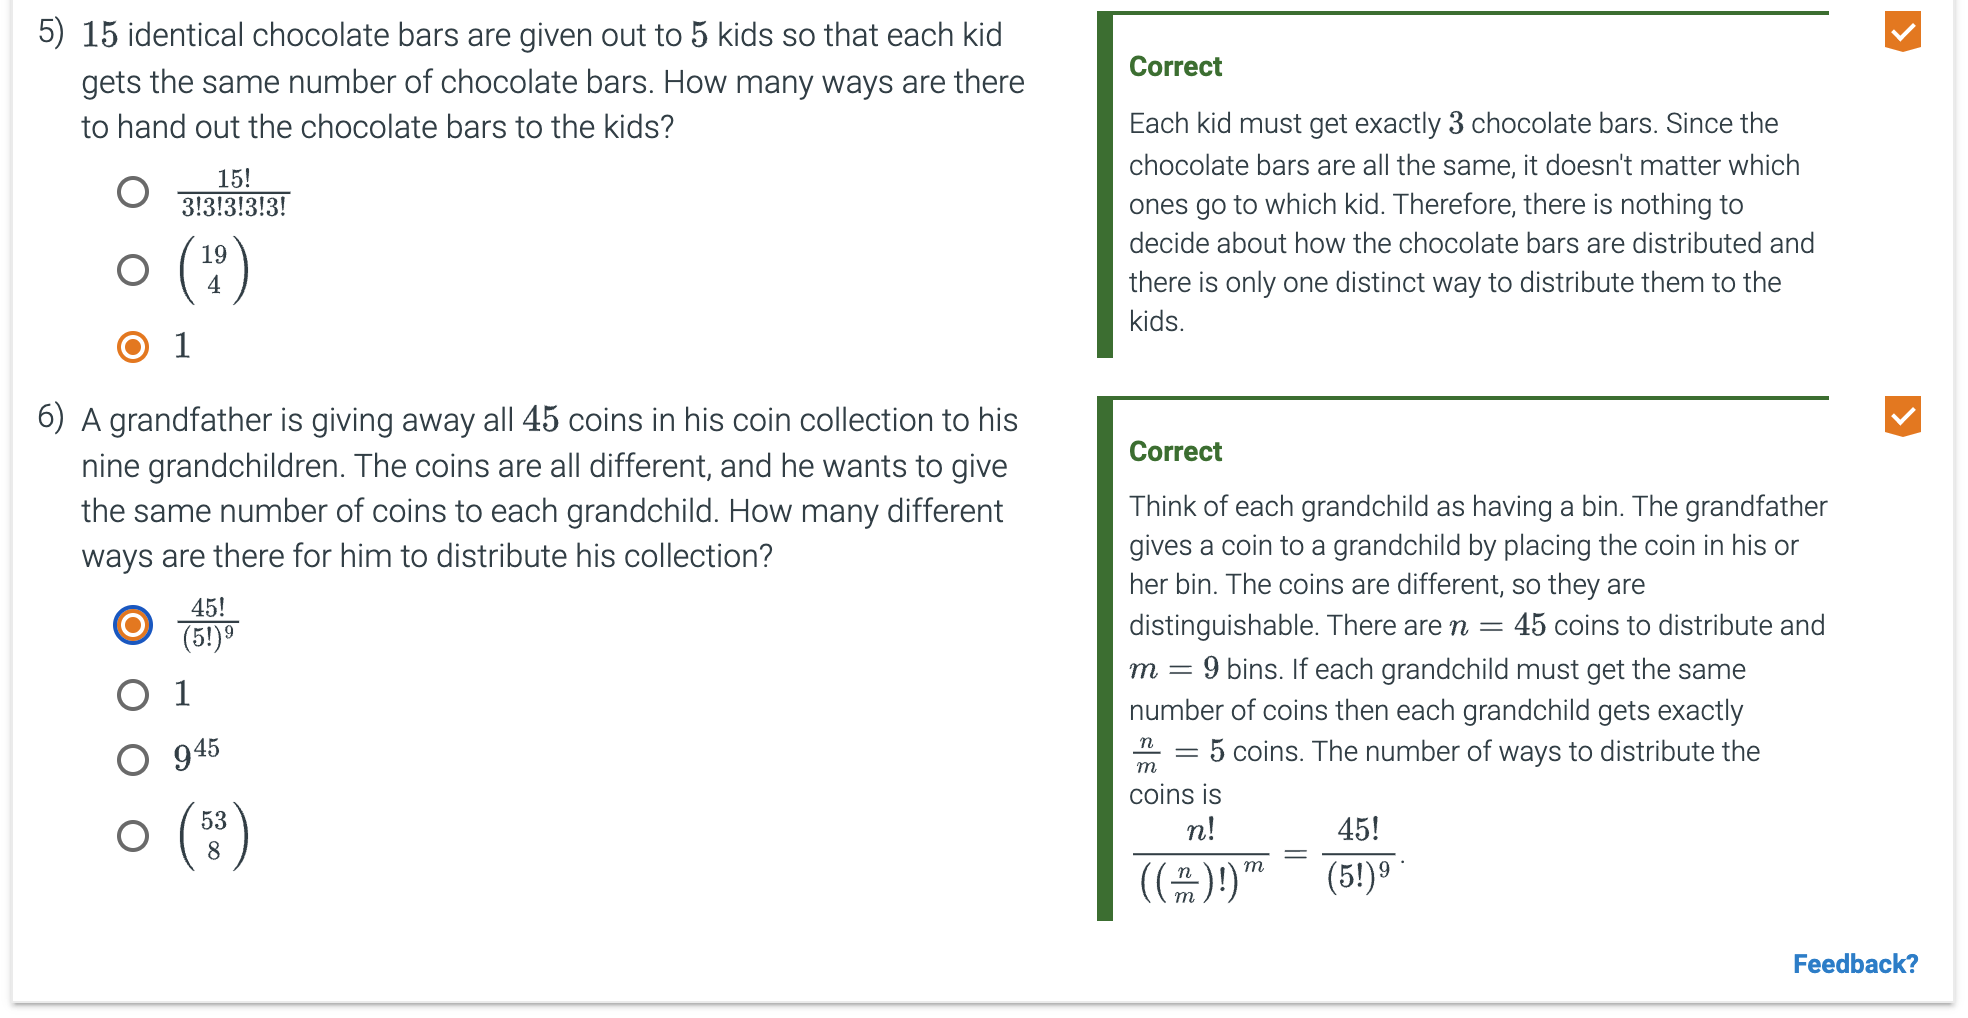 5) 15 identical chocolate bars are given out to 5 kids so that each kid
gets the same number of chocolate bars. How many ways are there
to hand out the chocolate bars to the kids?
15!
3!3!3!3!3!
(19
4)
1
Correct
Each kid must get exactly 3 chocolate bars. Since the
chocolate bars are all the same, it doesn't matter which
ones go to which kid. Therefore, there is nothing to
decide about how the chocolate bars are distributed and
there is only one distinct way to distribute them to the
kids.
6) A grandfather is giving away all 45 coins in his coin collection to his
nine grandchildren. The coins are all different, and he wants to give
the same number of coins to each grandchild. How many different
ways are there for him to distribute his collection?
45!
(5!)⁹
1
9⁴⁵
(53
8)
Correct
Think of each grandchild as having a bin. The grandfather
gives a coin to a grandchild by placing the coin in his or
her bin. The coins are different, so they are
distinguishable. There are n = 45 coins to distribute and
m = 9 bins. If each grandchild must get the same
number of coins then each grandchild gets exactly
n/m = 5 coins. The number of ways to distribute the
coins is
n!/((n/m)!)^m = 45!/(5!)⁹.
Feedback?